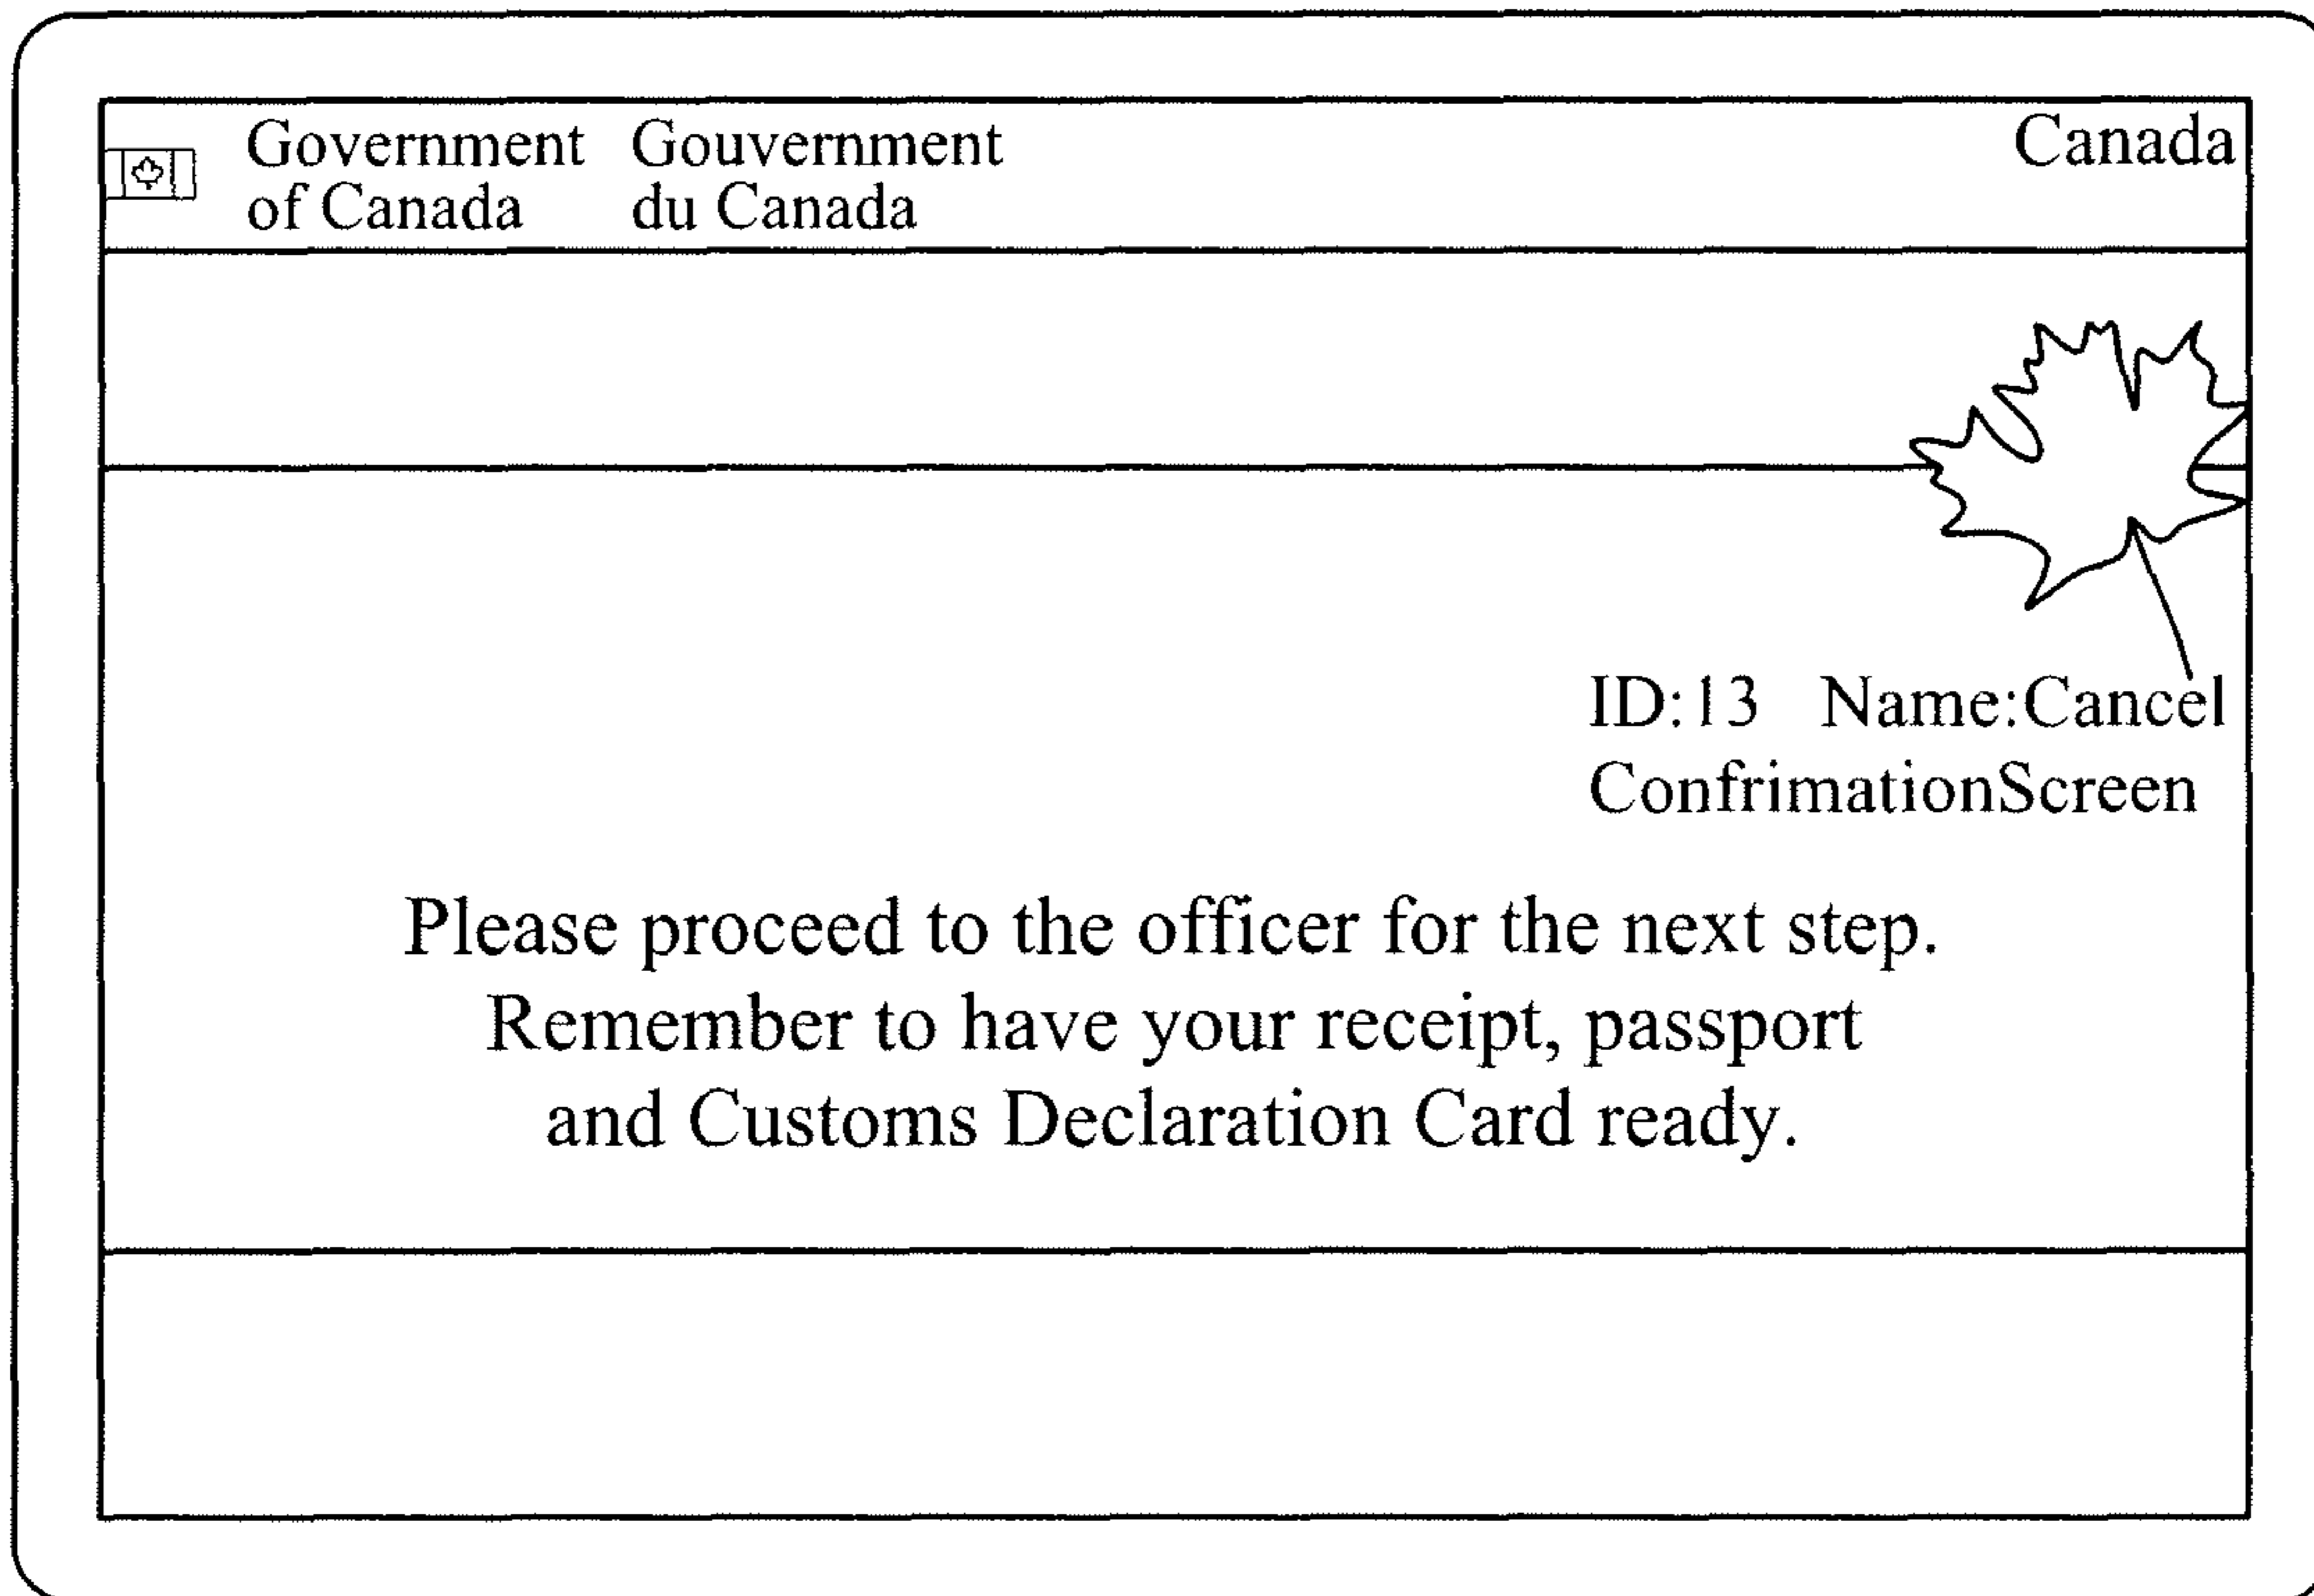 Government Gouvernment Canada
of Canada du Canada
ID:13 Name:Cancel
ConfrimationScreen
Please proceed to the officer for the next step.
Remember to have your receipt, passport
and Customs Declaration Card ready.